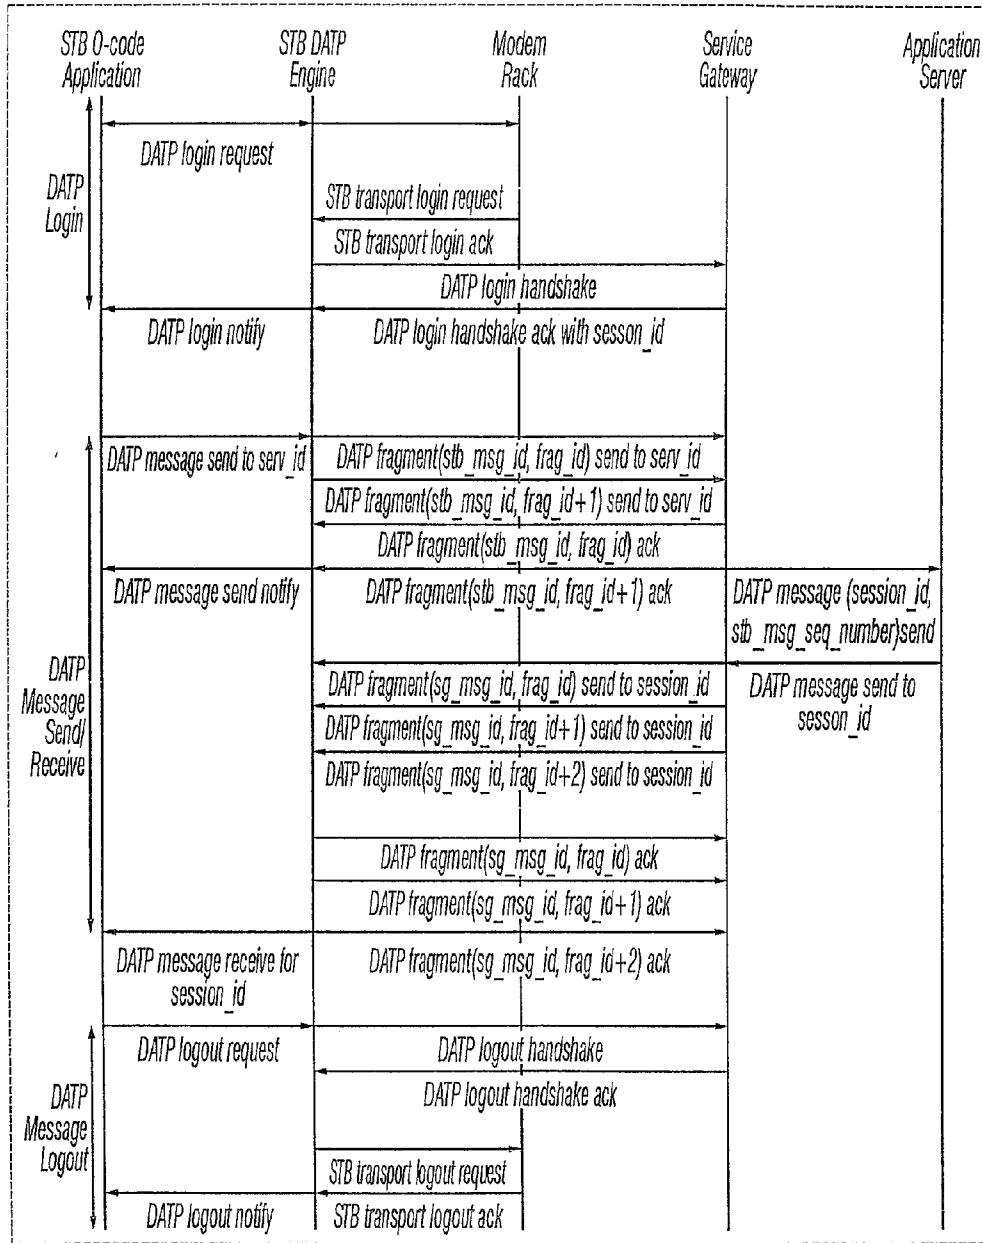 STB O-code
Application
STB DATP
Engine
Modem
Rack
Service
Gateway
Application
Server
DATP login request
DATP
Login
STB transport login request
STB transport login ack
DATP login handshake
DATP login notify
DATP login handshake ack with sesson_id
DATP message send to serv_id
DATP fragment(stb_msg_id, frag_id) send to serv_id
DATP fragment(stb_msg_id, frag_id+1) send to serv_id
DATP fragment(stb_msg_id, frag_id) ack
DATP message send notify
DATP fragment(stb_msg_id, frag_id+1) ack
DATP message (session_id,
stb_msg_seq_number)send
DATP
Message
Send/
Receive
DATP fragment(sg_msg_id, frag_id) send to session_id
DATP message send to
sesson_id
DATP fragment(sg_msg_id, frag_id+1) send to session_id
DATP fragment(sg_msg_id, frag_id+2) send to session_id
DATP fragment(sg_msg_id, frag_id) ack
DATP fragment(sg_msg_id, frag_id+1) ack
DATP message receive for
session_id
DATP fragment(sg_msg_id, frag_id+2) ack
DATP logout request
DATP logout handshake
DATP logout handshake ack
DATP
Message
Logout
STB transport logout request
DATP logout notify
STB transport logout ack